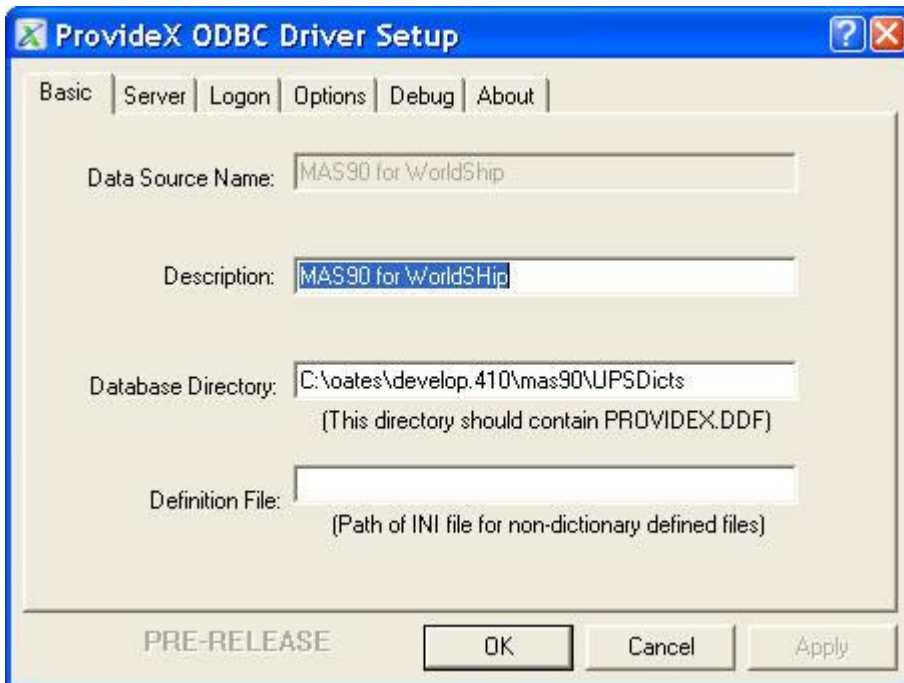 ProvideX ODBC Driver Setup
Basic Server Logon Options Debug About
Data Source Name: MAS90 for WorldShip
Description: MAS90 for WorldSHip
Database Directory: C:\oates\develop.410\mas90\UPSDicts
(This directory should contain PROVIDEX.DDF)
Definition File:
(Path of INI file for non-dictionary defined files)
PRE-RELEASE OK Cancel Apply